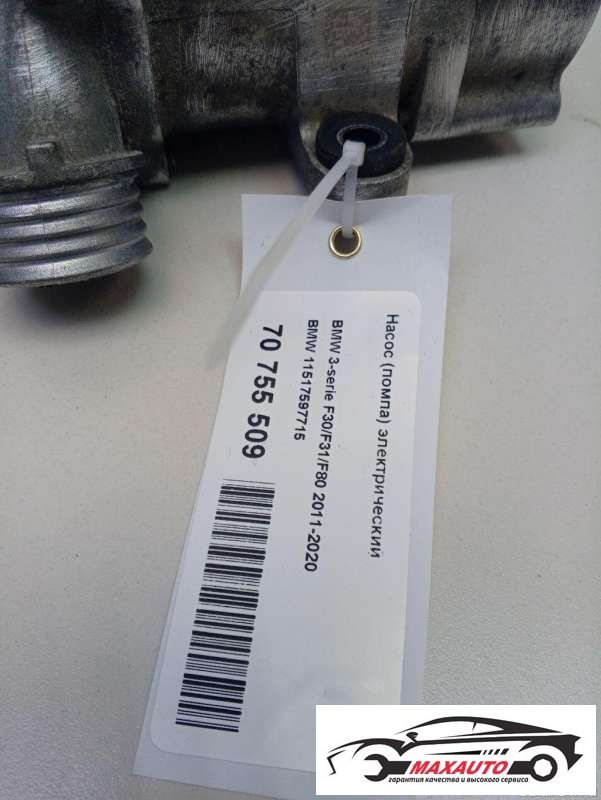 Насос (помпа) электрический
BMW 3-serie F30/F31/F80 2011-2020
BMW 11517597715
70 755 509
MAXAUTO
гарантия качества и высокого сервиса